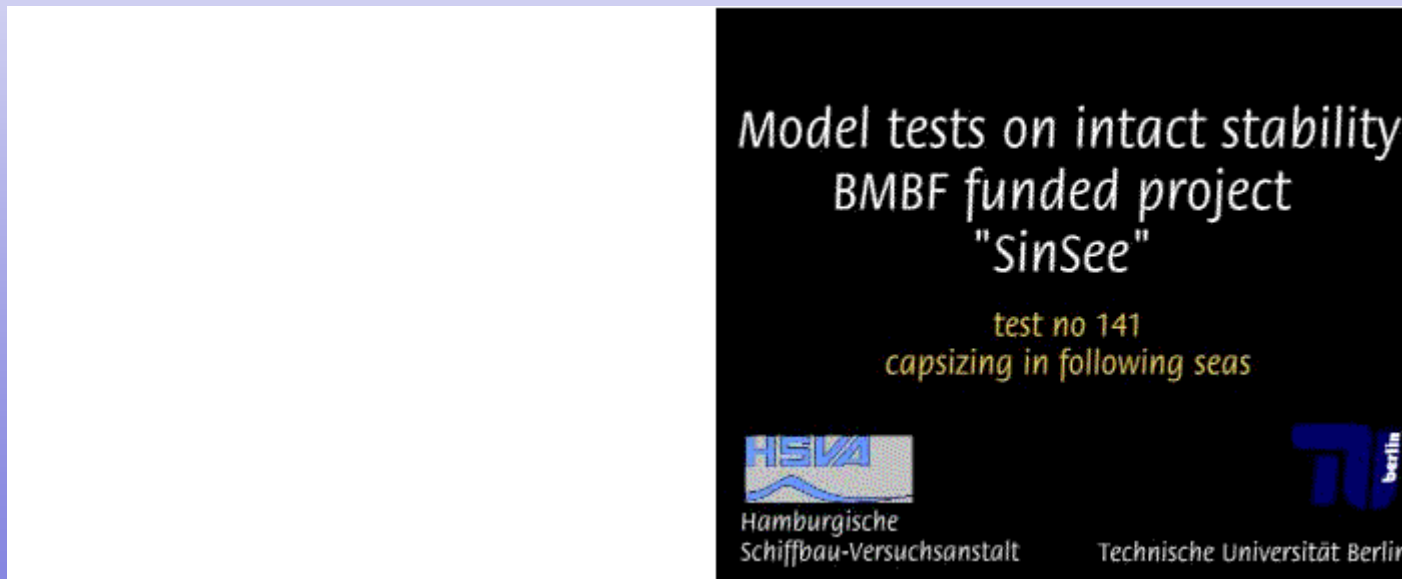 Model tests on intact stability
BMBF funded project
"SinSee"
test no 141
capsizing in following seas
HSVA
berlin
Hamburgische
Schiffbau-Versuchsanstalt
Technische Universität Berlin